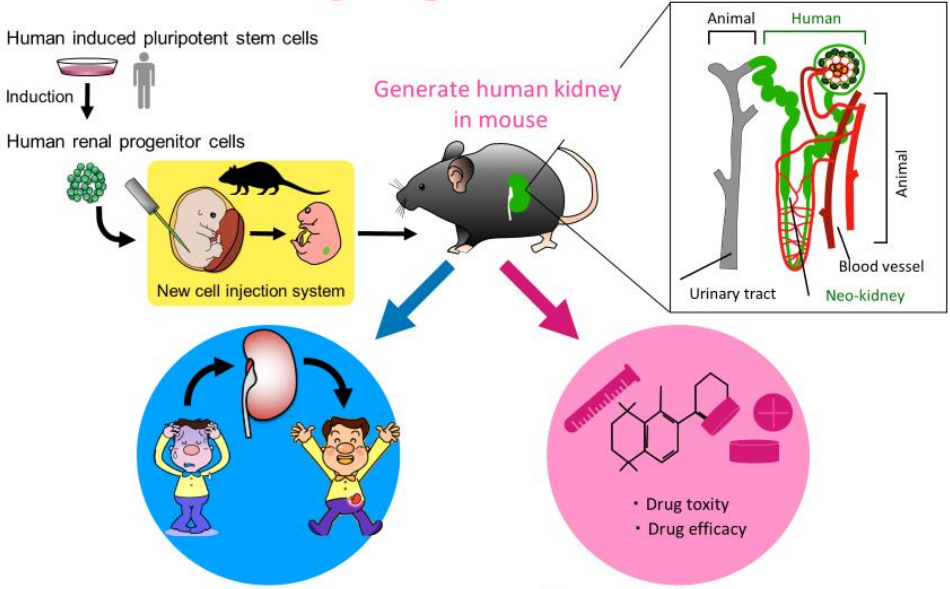 Human induced pluripotent stem cells
Induction
Human renal progenitor cells
New cell injection system
Generate human kidney
in mouse
Animal
Human
Animal
Blood vessel
Urinary tract
Neo-kidney
・ Drug toxity
・ Drug efficacy